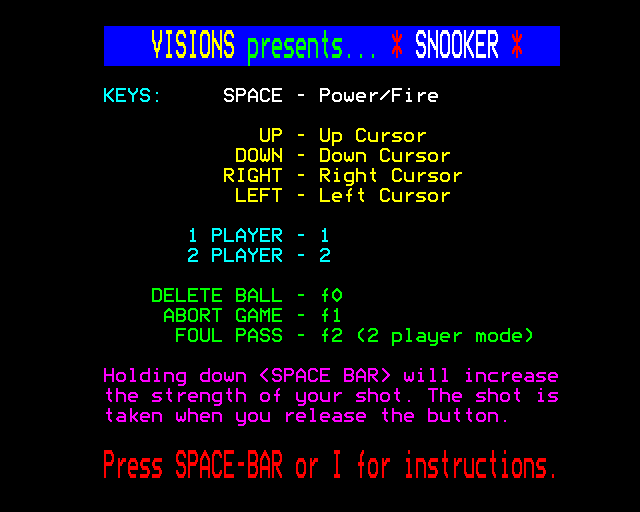 VISIONS presents... * SNOOKER *
KEYS: SPACE - Power/Fire
UP - Up Cursor
DOWN - Down Cursor
RIGHT - Right Cursor
LEFT - Left Cursor
1 PLAYER - 1
2 PLAYER - 2
DELETE BALL - f0
ABORT GAME - f1
FOUL PASS - f2 (2 player mode)
Holding down <SPACE BAR> will increase
the strength of your shot. The shot is
taken when you release the button.
Press SPACE-BAR or I for instructions.